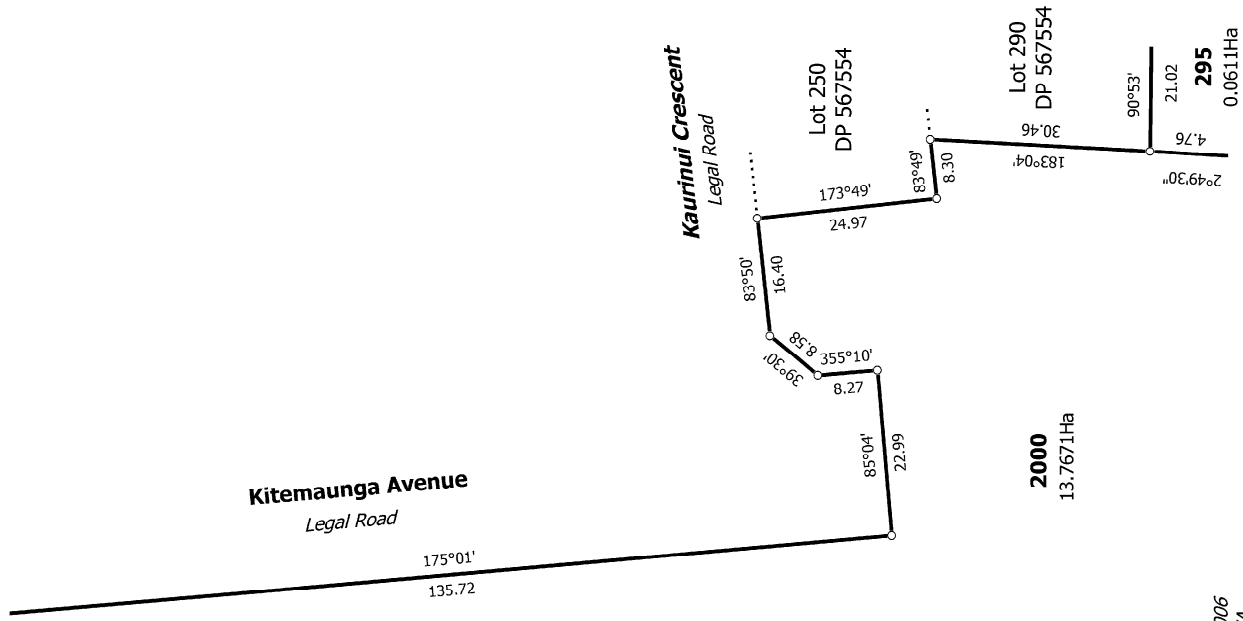 Kaurinui Crescent
Legal Road
Lot 250
DP 567554
Lot 290
DP 567554
90°53'
21.02
295
0.0611Ha
30.46
183°04'
4.76
2°49'30"
83°49'
8.30
173°49'
24.97
83°50'
16.40
8.58
39°30'
355°10'
8.27
85°04'
22.99
2000
13.7671Ha
Kitemaunga Avenue
Legal Road
175°01'
135.72